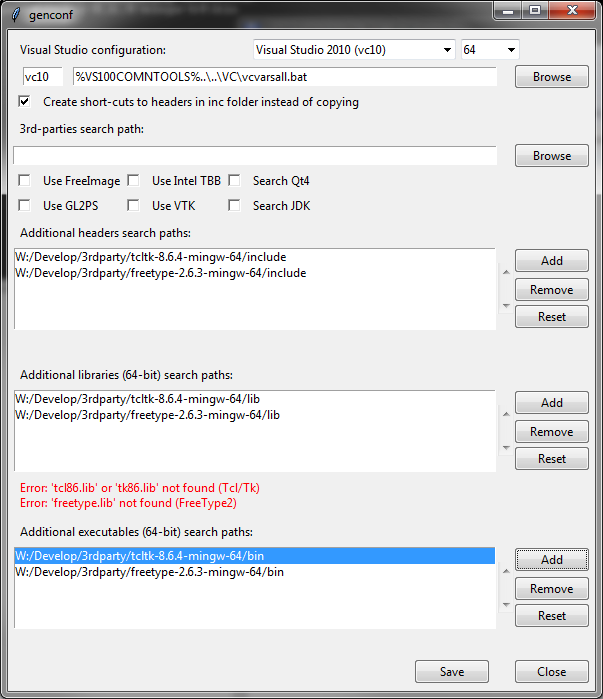 genconf
Visual Studio configuration:
Visual Studio 2010 (vc10)
64
vc10
%VS100COMNTOOLS%..\..\VC\vcvarsall.bat
Browse
Create short-cuts to headers in inc folder instead of copying
3rd-parties search path:
Browse
Use FreeImage
Use Intel TBB
Search Qt4
Use GL2PS
Use VTK
Search JDK
Additional headers search paths:
W:/Develop/3rdparty/tcltk-8.6.4-mingw-64/include
W:/Develop/3rdparty/freetype-2.6.3-mingw-64/include
Add
Remove
Reset
Additional libraries (64-bit) search paths:
W:/Develop/3rdparty/tcltk-8.6.4-mingw-64/lib
W:/Develop/3rdparty/freetype-2.6.3-mingw-64/lib
Add
Remove
Reset
Error: 'tcl86.lib' or 'tk86.lib' not found (Tcl/Tk)
Error: 'freetype.lib' not found (FreeType2)
Additional executables (64-bit) search paths:
W:/Develop/3rdparty/tcltk-8.6.4-mingw-64/bin
W:/Develop/3rdparty/freetype-2.6.3-mingw-64/bin
Add
Remove
Reset
Save
Close